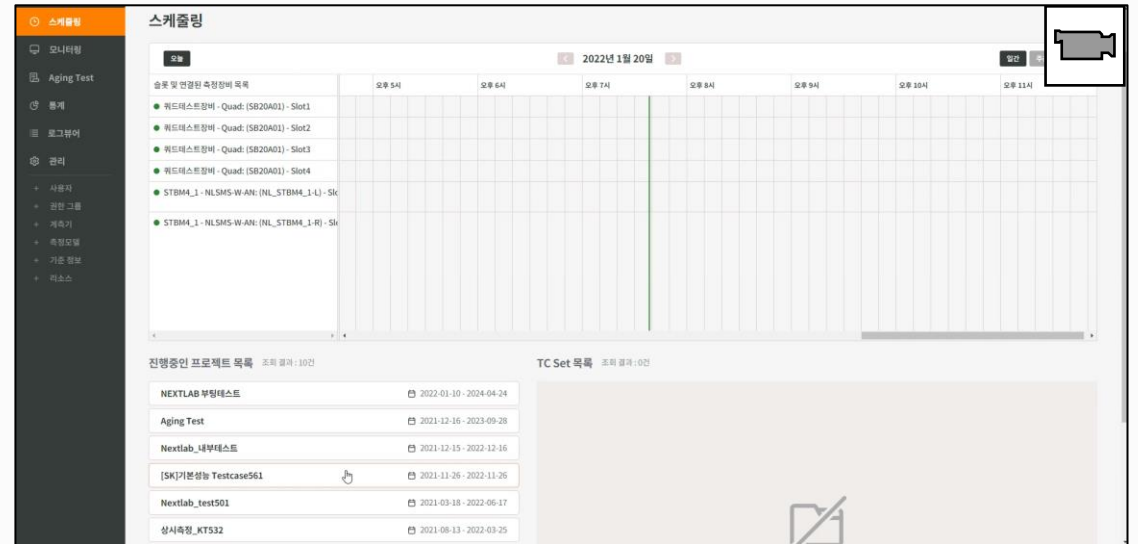 스케줄링
모니터링
Aging Test
통계
로그뷰어
관리
+ 사용자
+ 권한 그룹
+ 계측기
+ 측정모델
+ 기준 정보
+ 리소스
스케줄링
오늘
2022년 1월 20일
일간
슬롯 및 연결된 측정장비 목록
오후 5시 오후 6시 오후 7시 오후 8시 오후 9시 오후 10시 오후 11시
쿼드테스트장비 - Quad: (SB20A01) - Slot1
쿼드테스트장비 - Quad: (SB20A01) - Slot2
쿼드테스트장비 - Quad: (SB20A01) - Slot3
쿼드테스트장비 - Quad: (SB20A01) - Slot4
STBM4_1 - NLSMS-W-AN: (NL_STBM4_1-L) - Slo
STBM4_1 - NLSMS-W-AN: (NL_STBM4_1-R) - Slo
진행중인 프로젝트 목록 조회 결과 : 10건
NEXTLAB 부팅테스트 2022-01-10 - 2024-04-24
Aging Test 2021-12-16 - 2023-09-28
Nextlab_내부테스트 2021-12-15 - 2022-12-16
[SK]기본성능 Testcase561 2021-11-26 - 2022-11-26
Nextlab_test501 2021-03-18 - 2022-06-17
상시측정_KT532 2021-08-13 - 2022-03-25
TC Set 목록 조회 결과 : 0건